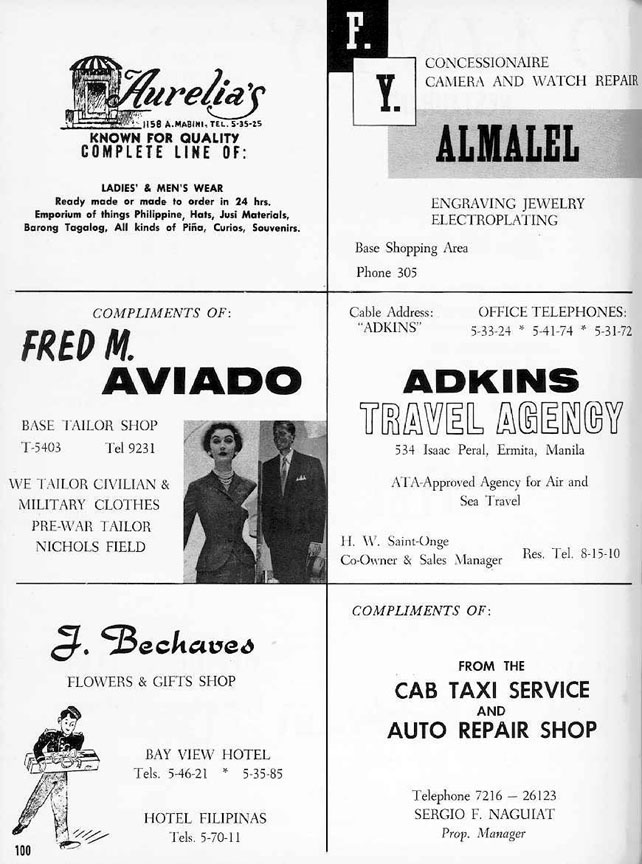 Aurelia's
1158 A. MABINI, TEL. 5-35-25
KNOWN FOR QUALITY
COMPLETE LINE OF:
LADIES' & MEN'S WEAR
Ready made or made to order in 24 hrs.
Emporium of things Philippine, Hats, Jusi Materials,
Barong Tagalog, All kinds of Piña, Curios, Souvenirs.
F.
Y.
CONCESSIONAIRE
CAMERA AND WATCH REPAIR
ALMALEL
ENGRAVING JEWELRY
ELECTROPLATING
Base Shopping Area
Phone 305
COMPLIMENTS OF:
FRED M.
AVIADO
BASE TAILOR SHOP
T-5403 Tel 9231
WE TAILOR CIVILIAN &
MILITARY CLOTHES
PRE-WAR TAILOR
NICHOLS FIELD
Cable Address: OFFICE TELEPHONES:
"ADKINS" 5-33-24 * 5-41-74 * 5-31-72
ADKINS
TRAVEL AGENCY
534 Isaac Peral, Ermita, Manila
ATA-Approved Agency for Air and
Sea Travel
H. W. Saint-Onge
Co-Owner & Sales Manager Res. Tel. 8-15-10
J. Bechaves
FLOWERS & GIFTS SHOP
BAY VIEW HOTEL
Tels. 5-46-21 * 5-35-85
HOTEL FILIPINAS
Tels. 5-70-11
COMPLIMENTS OF:
FROM THE
CAB TAXI SERVICE
AND
AUTO REPAIR SHOP
Telephone 7216 — 26123
SERGIO F. NAGUIAT
Prop. Manager
100